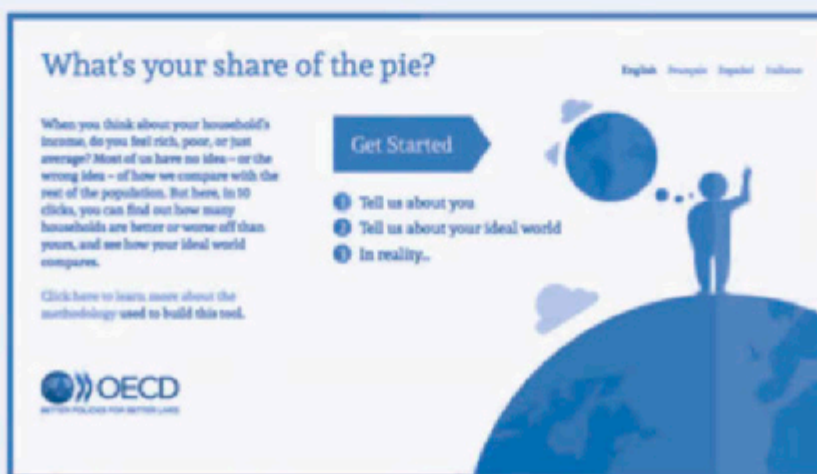 What's your share of the pie?
English Français Español Italiano
When you think about your household's
income, do you feel rich, poor, or just
average? Most of us have no idea – or the
wrong idea – of how we compare with the
rest of the population. But here, in 10
clicks, you can find out how many
households are better or worse off than
yours, and see how your ideal world
compares.
Click here to learn more about the
methodology used to build this tool.
Get Started
1 Tell us about you
2 Tell us about your ideal world
3 In reality...
OECD
BETTER POLICIES FOR BETTER LIVES